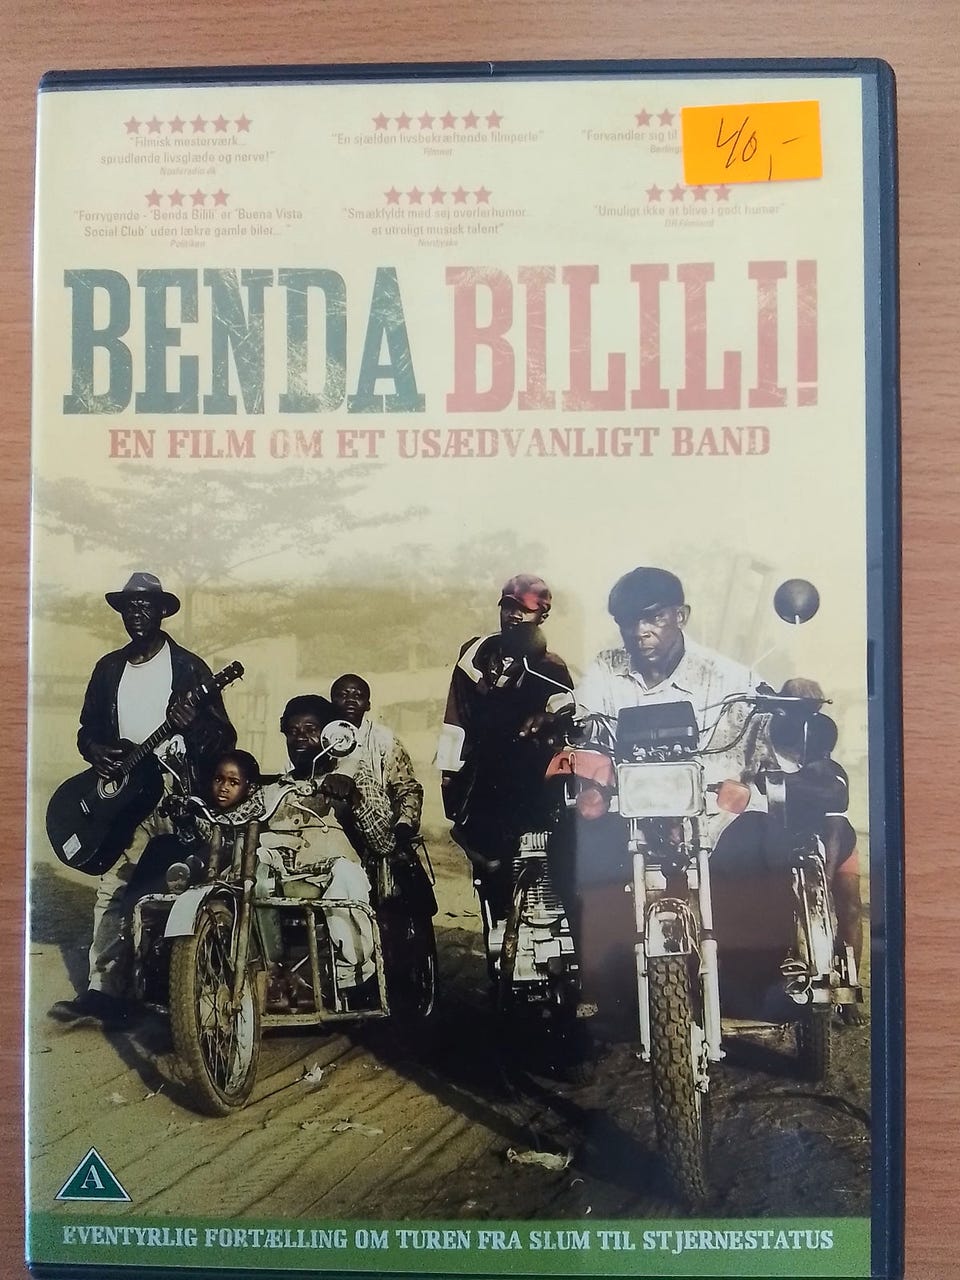 "Filmisk mesterværk...
sprudlende livsglæde og nerve!"
"En sjælden livsbekræftende filmperle"
Filmnet
"Forvandler sig til
40,-
"Forrygende - 'Benda Bilili' er 'Buena Vista
Social Club' uden lækre gamle biler..."
Politiken
"Smækfyldt med sej overlerhumor...
et utroligt musisk talent"
"Umuligt ikke at blive i godt humør"
DR Filmland
BENDA BILILI!
EN FILM OM ET USÆDVANLIGT BAND
A
EVENTYRLIG FORTÆLLING OM TUREN FRA SLUM TIL STJERNESTATUS